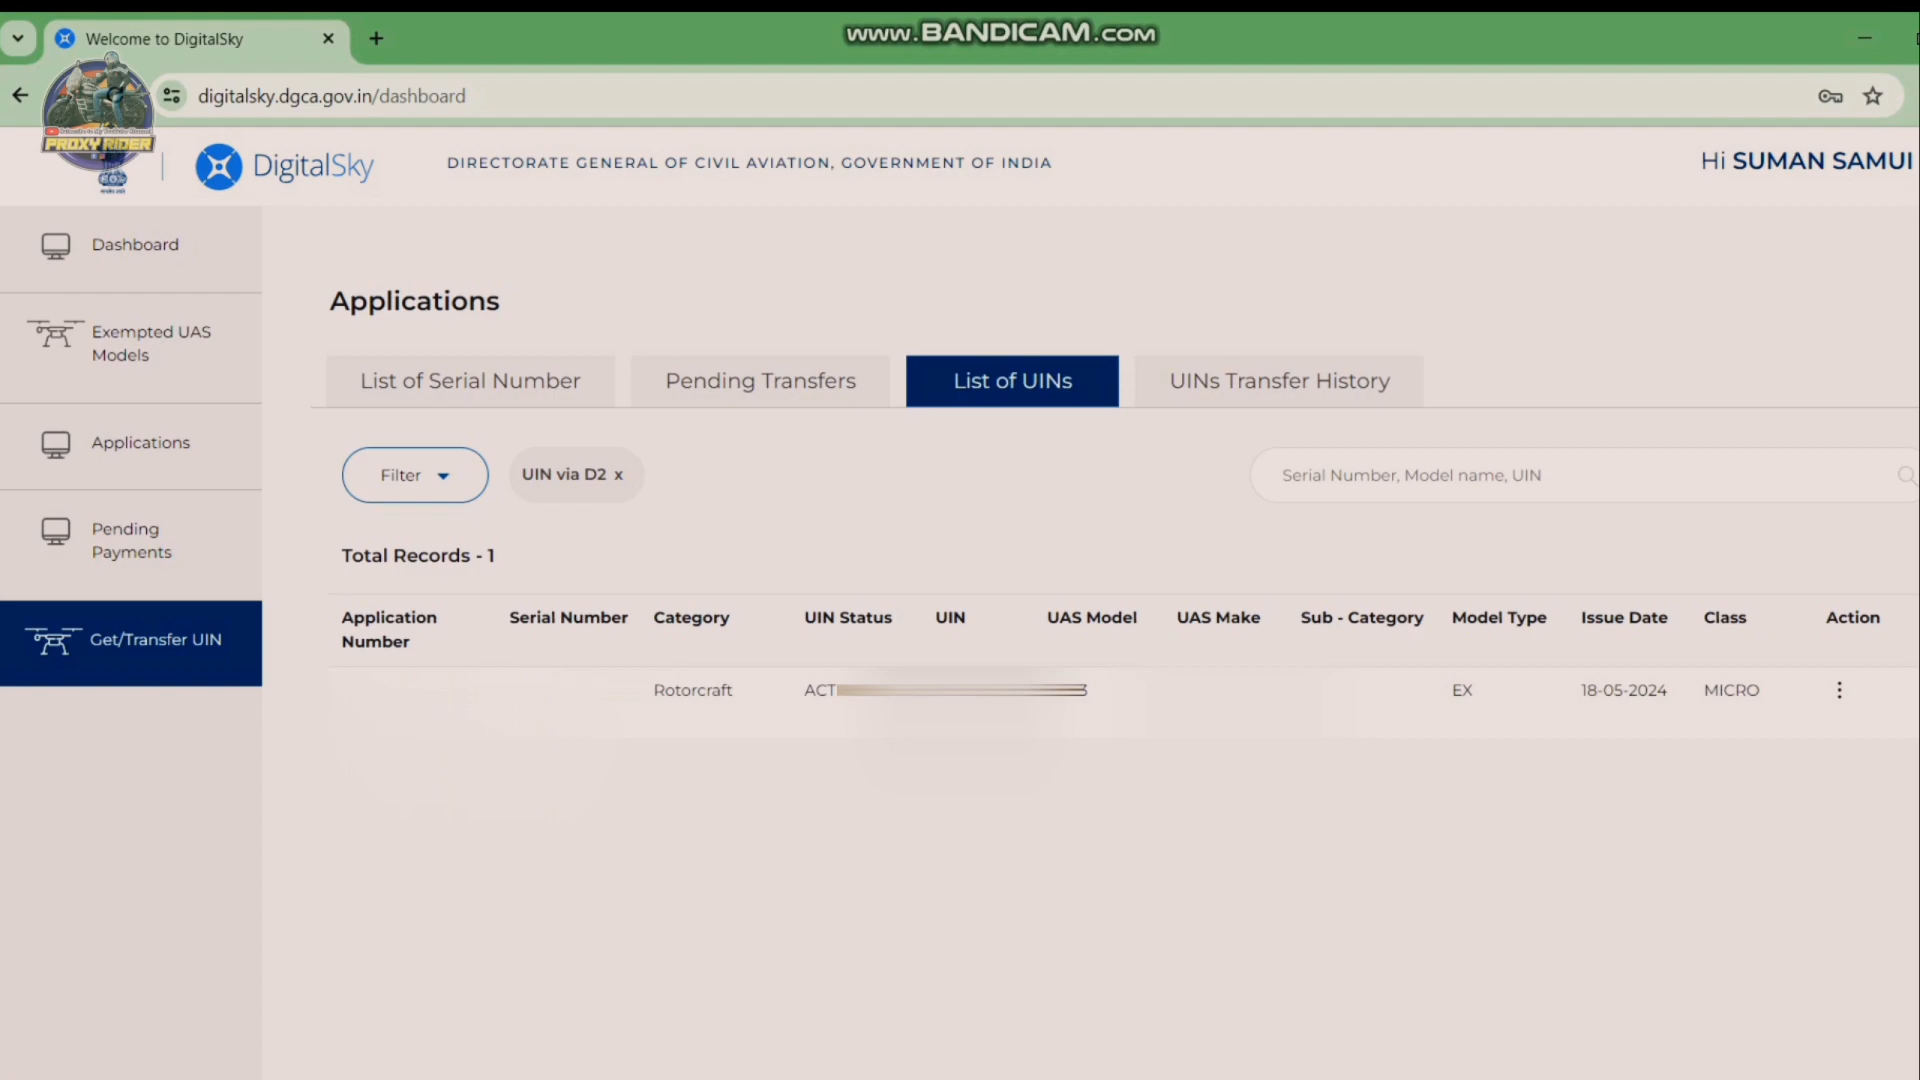 Welcome to DigitalSky
www.BANDICAM.com
digitalsky.dgca.gov.in/dashboard
PROXY RIDER
DigitalSky
DIRECTORATE GENERAL OF CIVIL AVIATION, GOVERNMENT OF INDIA
Hi SUMAN SAMUI
Dashboard
Exempted UAS
Models
Applications
Pending
Payments
Get/Transfer UIN
Applications
List of Serial Number
Pending Transfers
List of UINs
UINs Transfer History
Filter
UIN via D2 x
Serial Number, Model name, UIN
Total Records - 1
Application
Number
Serial Number
Category
UIN Status
UIN
UAS Model
UAS Make
Sub - Category
Model Type
Issue Date
Class
Action
Rotorcraft
EX
18-05-2024
MICRO